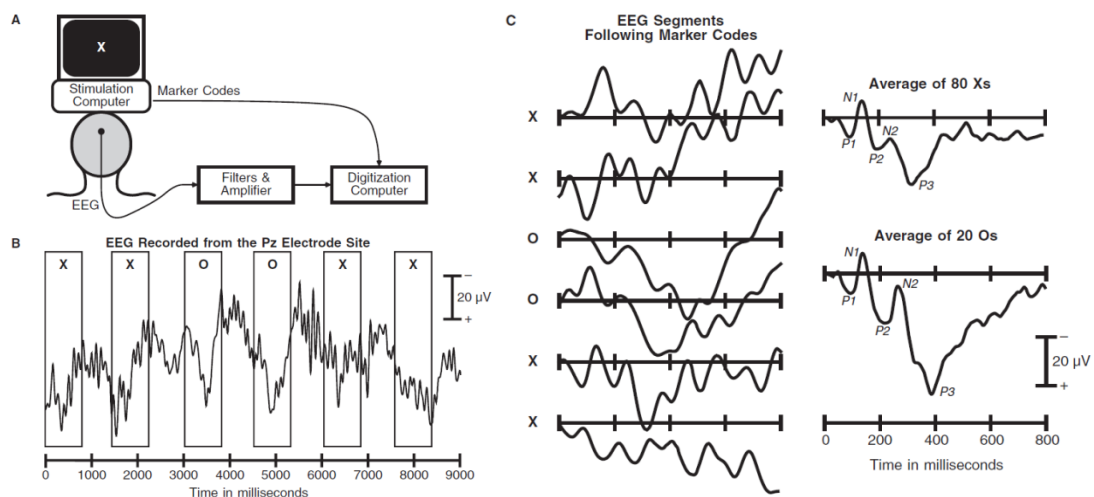 A
X
Stimulation
Computer
Marker Codes
Filters &
Amplifier
Digitization
Computer
EEG
B
EEG Recorded from the Pz Electrode Site
X X O O X X
−
20 µV
+
0 1000 2000 3000 4000 5000 6000 7000 8000 9000
Time in milliseconds
C
EEG Segments
Following Marker Codes
X
X
O
O
X
X
Average of 80 Xs
N1
N2
P1
P2
P3
Average of 20 Os
N1
N2
P1
P2
P3
−
20 µV
+
0 200 400 600 800
Time in milliseconds